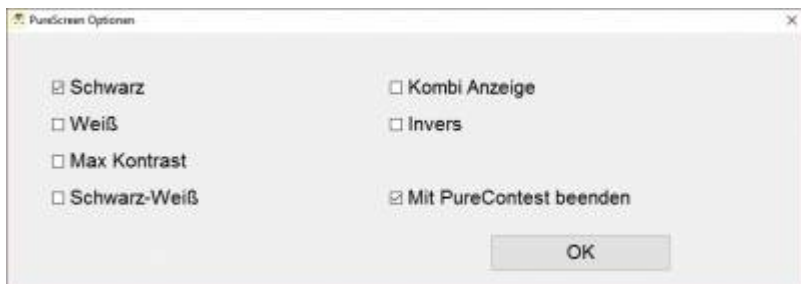 PureScreen Optionen
Schwarz
Kombi Anzeige
Weiß
Invers
Max Kontrast
Schwarz-Weiß
Mit PureContest beenden
OK